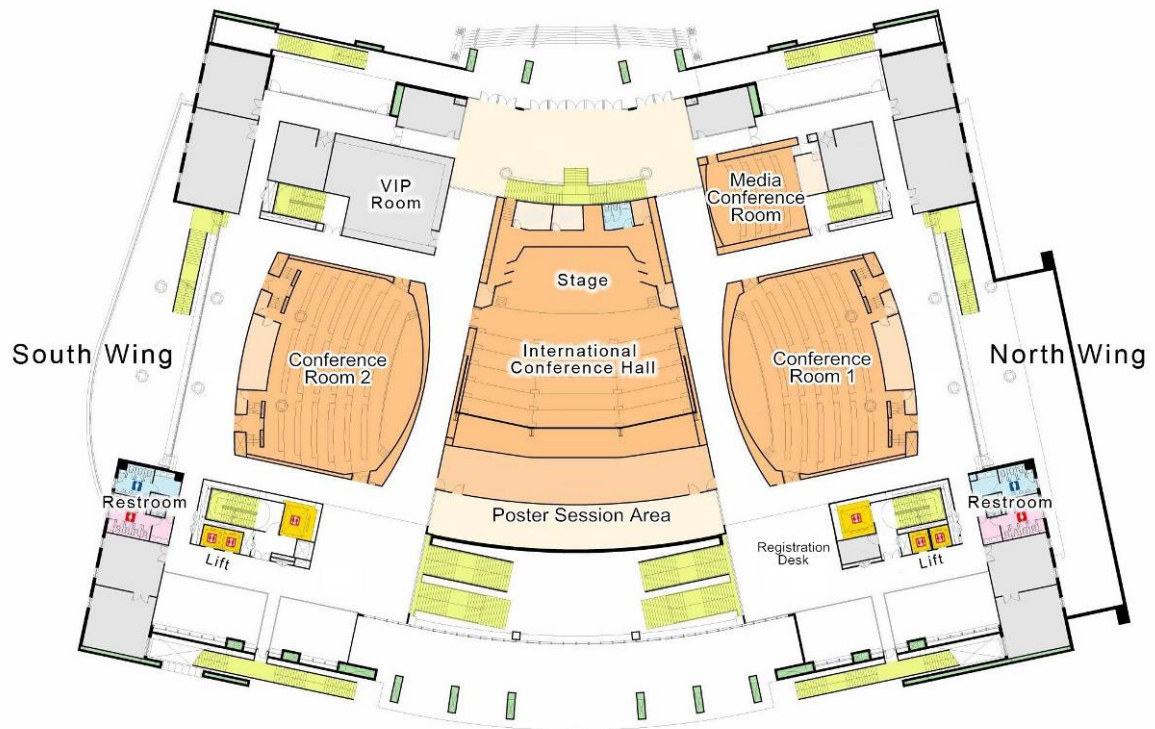 VIP
Room
Media
Conference
Room
Stage
South Wing
Conference
Room 2
International
Conference Hall
Conference
Room 1
North Wing
Restroom
Poster Session Area
Restroom
Lift
Registration
Desk
Lift